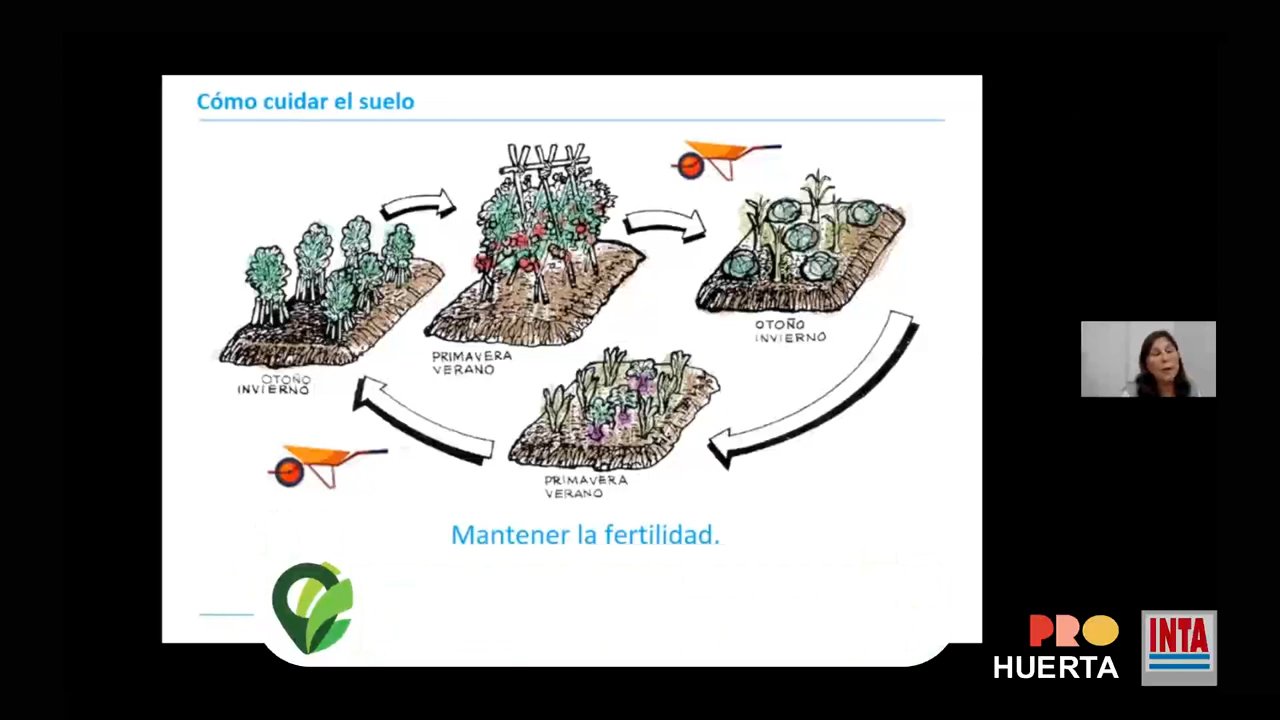 Cómo cuidar el suelo
OTOÑO
INVIERNO
PRIMAVERA
VERANO
OTOÑO
INVIERNO
PRIMAVERA
VERANO
Mantener la fertilidad.
PRO
HUERTA
INTA